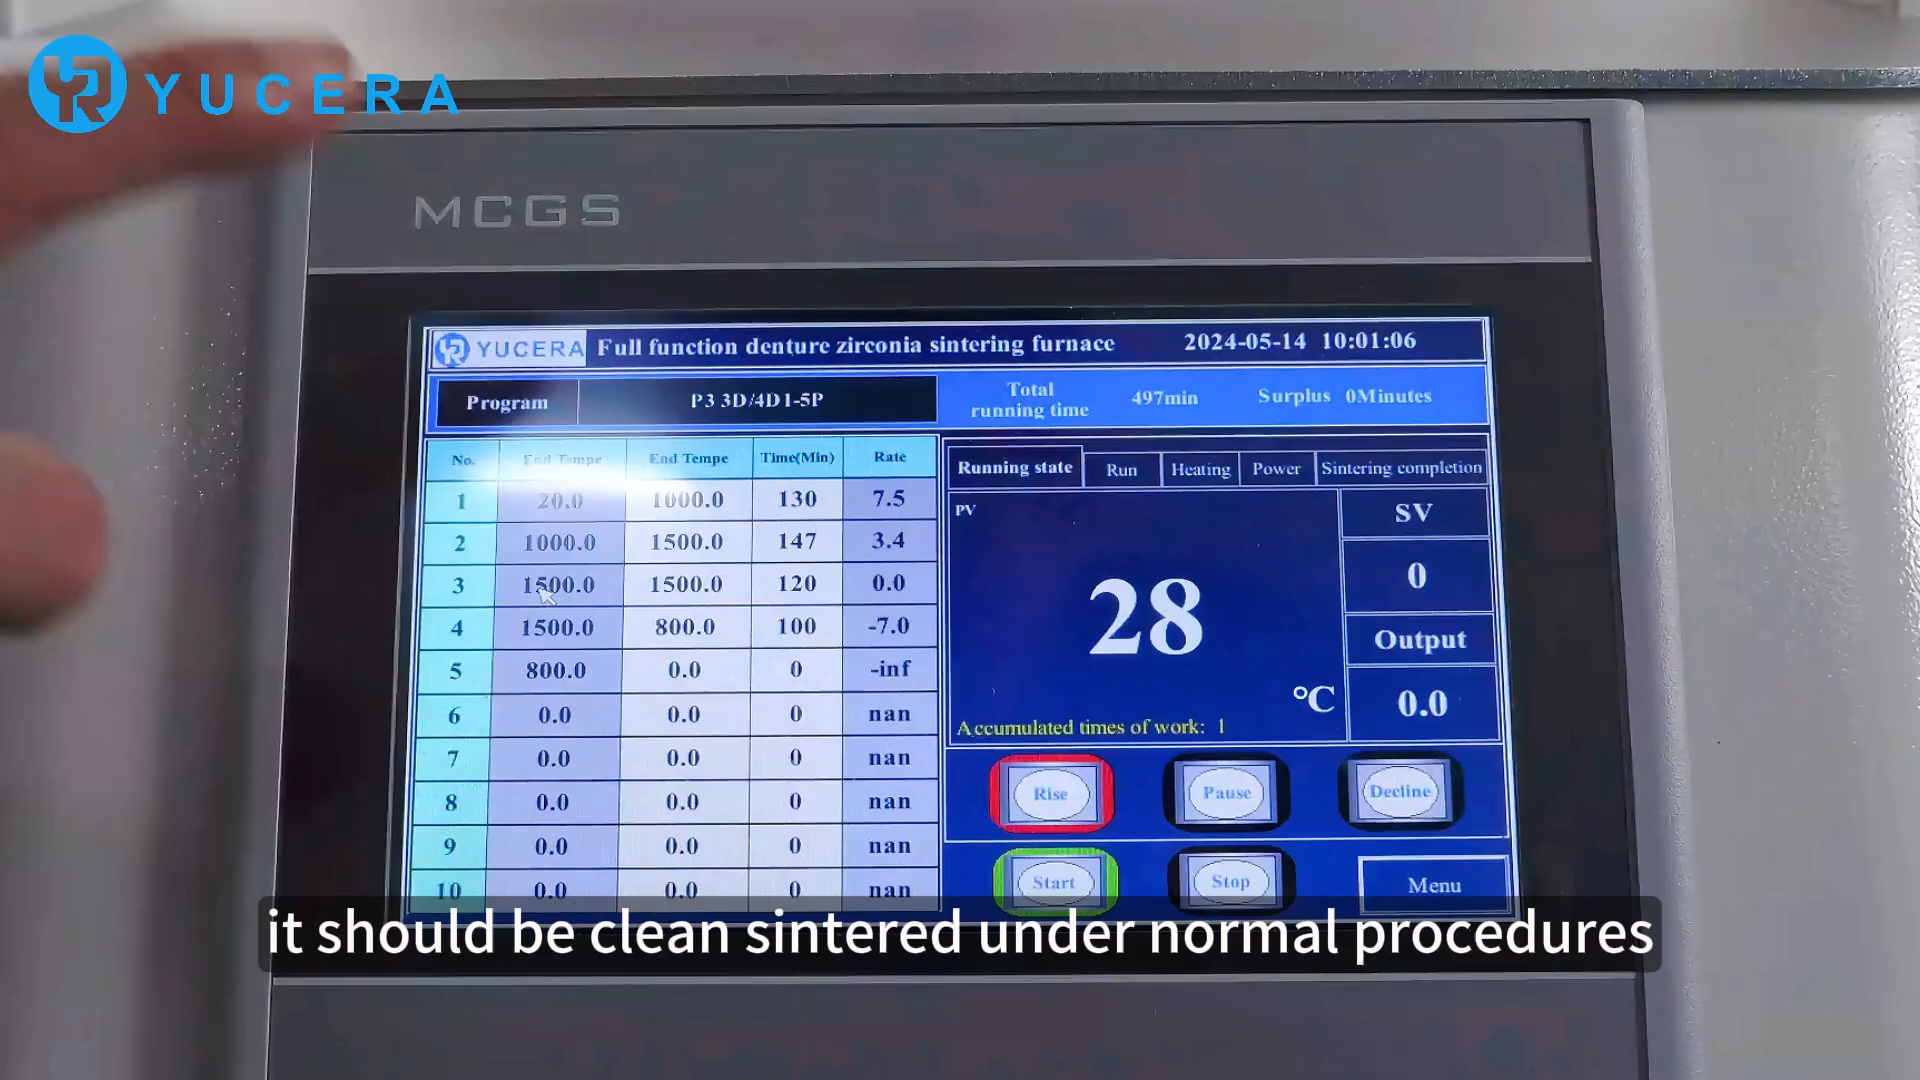 YUCERA
MCGS
YUCERA Full function denture zirconia sintering furnace 2024-05-14 10:01:06
Program P3 3D/4D1-5P Total running time 497min Surplus 0Minutes
No. End Tempe End Tempe Time(Min) Rate
1 20.0 1000.0 130 7.5
2 1000.0 1500.0 147 3.4
3 1500.0 1500.0 120 0.0
4 1500.0 800.0 100 -7.0
5 800.0 0.0 0 -inf
6 0.0 0.0 0 nan
7 0.0 0.0 0 nan
8 0.0 0.0 0 nan
9 0.0 0.0 0 nan
10 0.0 0.0 0 nan
Running state Run Heating Power Sintering completion
PV
28
°C
Accumulated times of work: 1
SV
0
Output
0.0
Rise Pause Decline
Start Stop Menu
it should be clean sintered under normal procedures